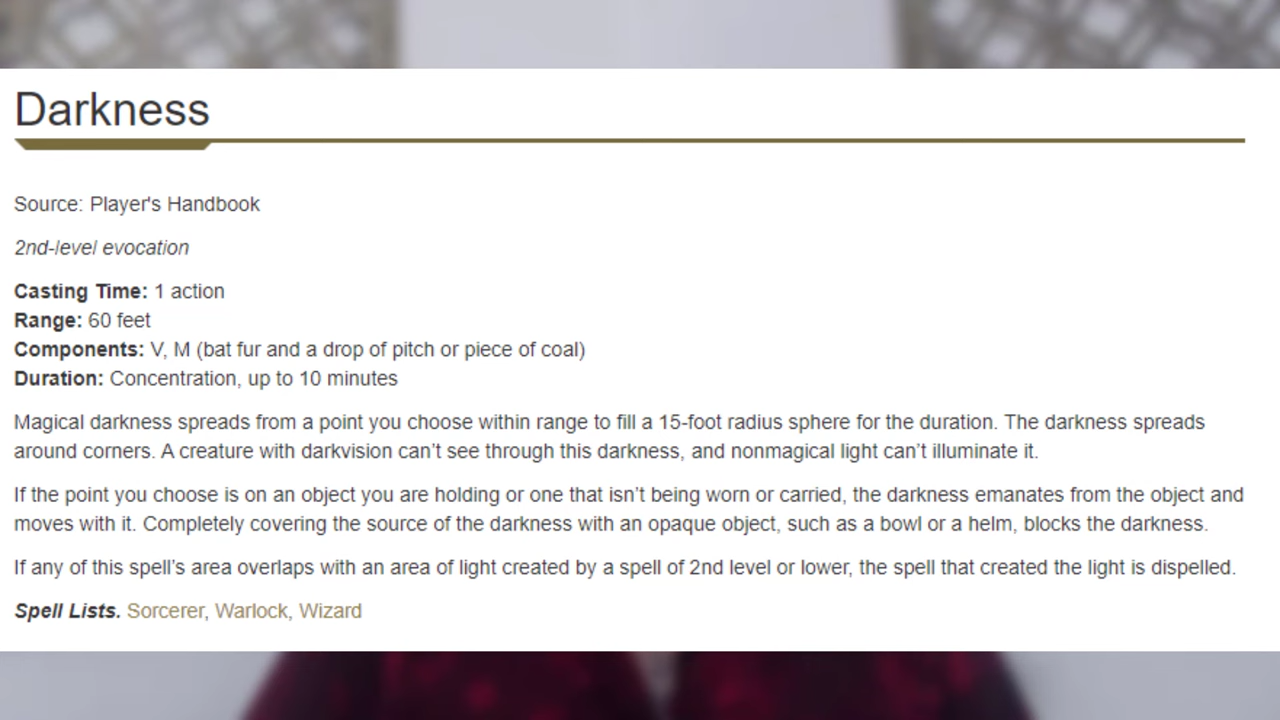 Darkness
Source: Player's Handbook
2nd-level evocation
Casting Time: 1 action
Range: 60 feet
Components: V, M (bat fur and a drop of pitch or piece of coal)
Duration: Concentration, up to 10 minutes
Magical darkness spreads from a point you choose within range to fill a 15-foot radius sphere for the duration. The darkness spreads
around corners. A creature with darkvision can’t see through this darkness, and nonmagical light can’t illuminate it.
If the point you choose is on an object you are holding or one that isn’t being worn or carried, the darkness emanates from the object and
moves with it. Completely covering the source of the darkness with an opaque object, such as a bowl or a helm, blocks the darkness.
If any of this spell’s area overlaps with an area of light created by a spell of 2nd level or lower, the spell that created the light is dispelled.
Spell Lists. Sorcerer, Warlock, Wizard